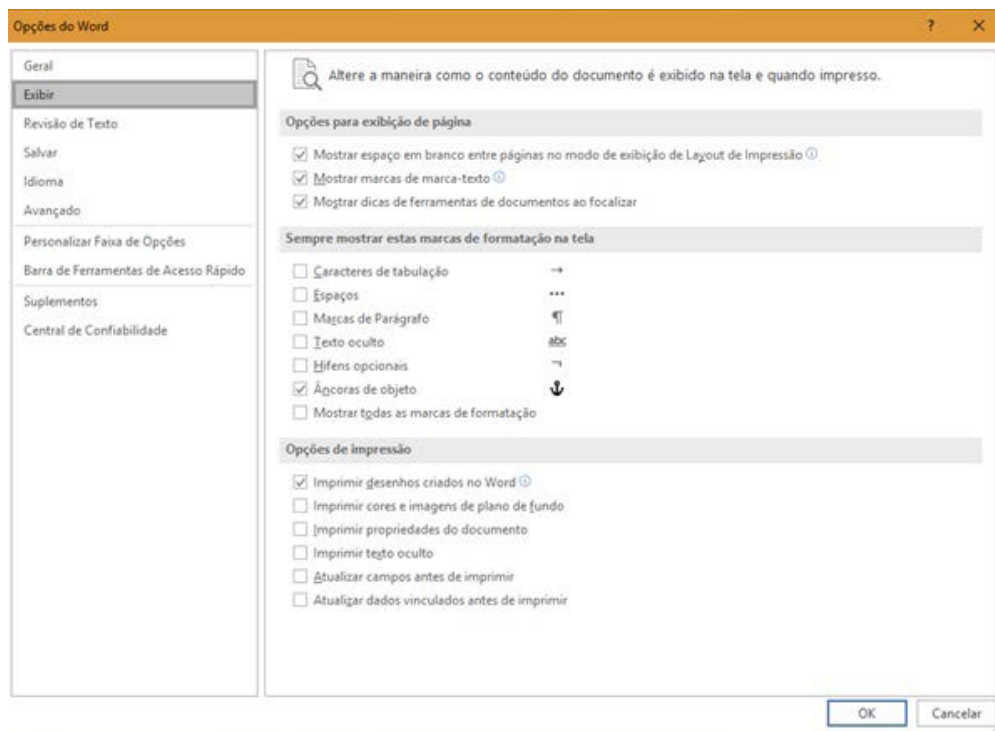 Opções do Word
?
Geral
Exibir
Revisão de Texto
Salvar
Idioma
Avançado
Personalizar Faixa de Opções
Barra de Ferramentas de Acesso Rápido
Suplementos
Central de Confiabilidade
Altere a maneira como o conteúdo do documento é exibido na tela e quando impresso.
Opções para exibição de página
Mostrar espaço em branco entre páginas no modo de exibição de Layout de Impressão
Mostrar marcas de marca-texto
Mostrar dicas de ferramentas de documentos ao focalizar
Sempre mostrar estas marcas de formatação na tela
Caracteres de tabulação →
Espaços •••
Marcas de Parágrafo ¶
Texto oculto abc
Hifens opcionais ¬
Âncoras de objeto
Mostrar todas as marcas de formatação
Opções de impressão
Imprimir desenhos criados no Word
Imprimir cores e imagens de plano de fundo
Imprimir propriedades do documento
Imprimir texto oculto
Atualizar campos antes de imprimir
Atualizar dados vinculados antes de imprimir
OK
Cancelar